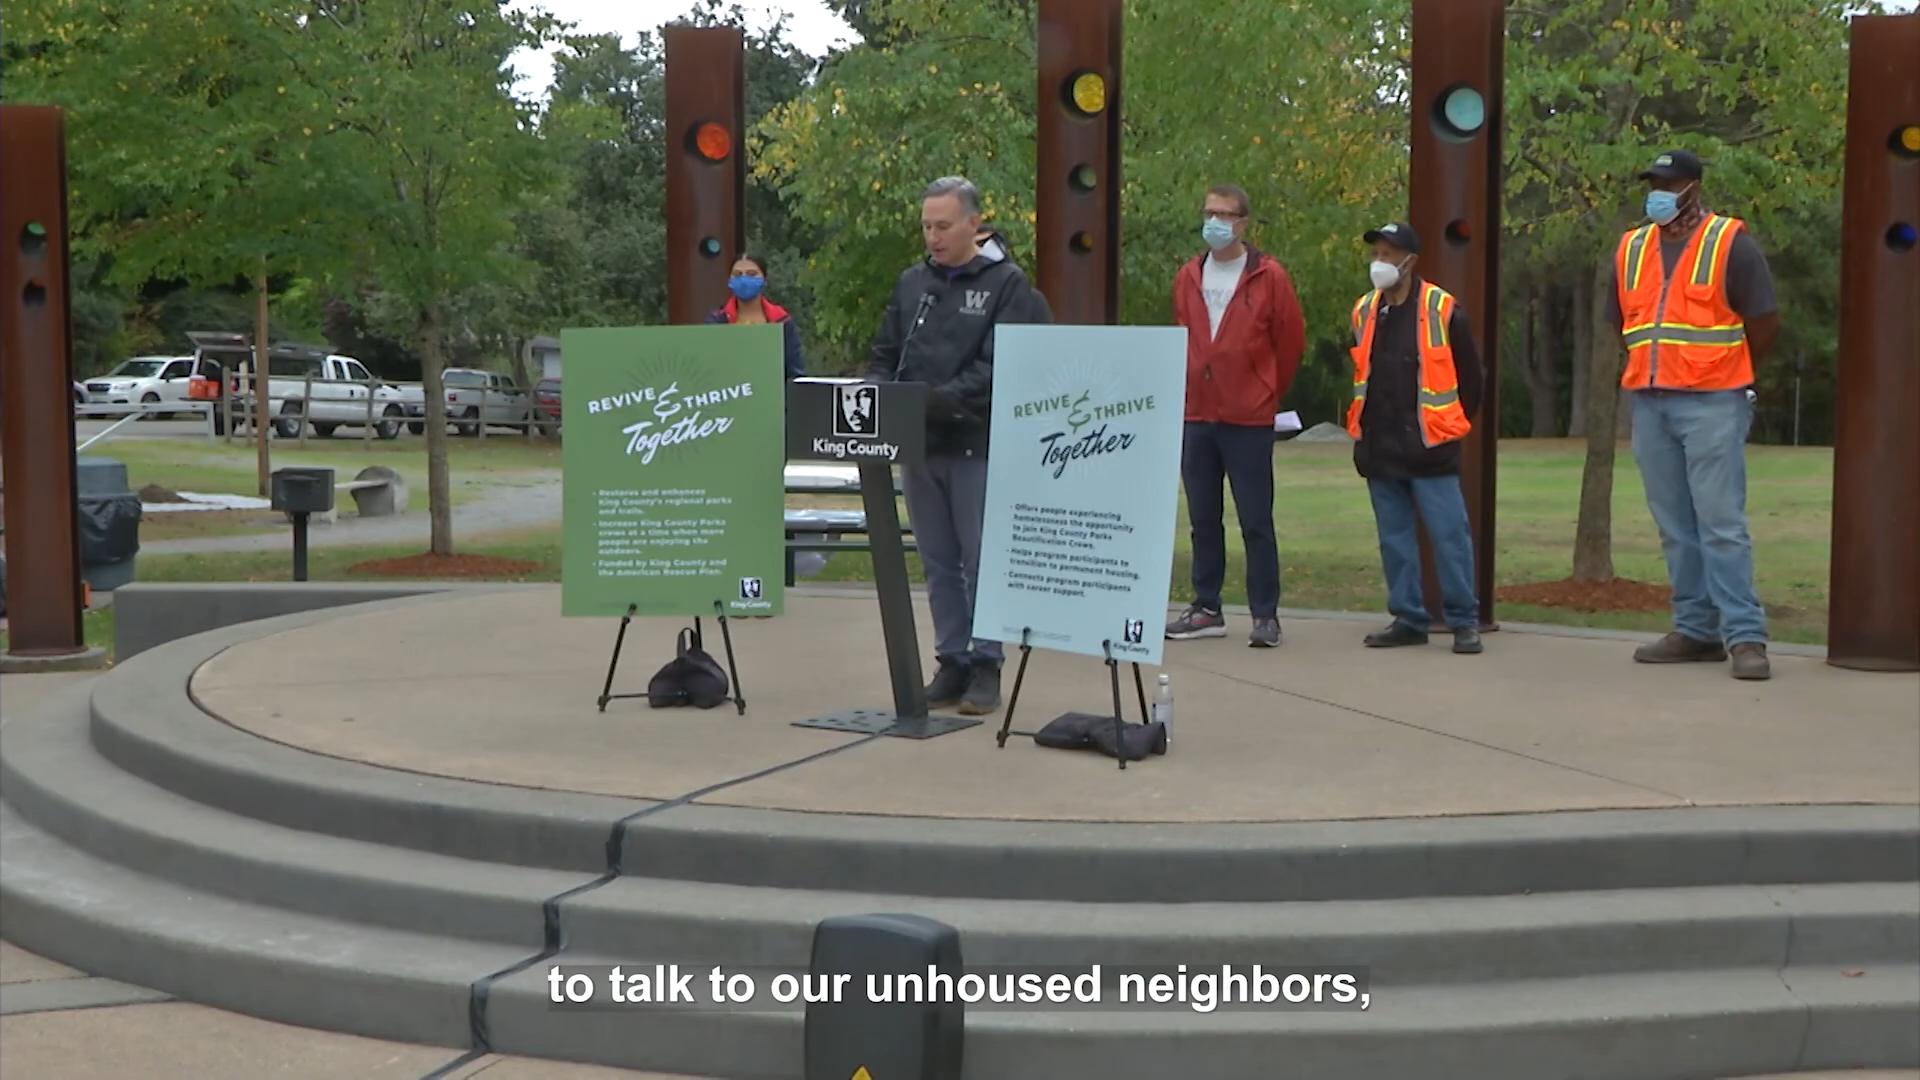 W
HUSKIES
REVIVE & THRIVE
Together
- Restores and enhances
King County's regional parks
and trails.
- Increase King County Parks
crews at a time when more
people are enjoying the
outdoors.
- Funded by King County and
the American Rescue Plan.
King County
King County
REVIVE & THRIVE
Together
- Offers people experiencing
homelessness the opportunity
to join King County Parks
Beautification Crews.
- Helps program participants to
transition to permanent housing.
- Connects program participants
with career support.
King County
to talk to our unhoused neighbors,